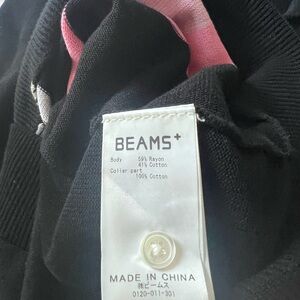 BEAMS+
Body 59% Rayon
41% Cotton
Collar part
100% Cotton
MADE IN CHINA
㈱ビームス
0120-011-301